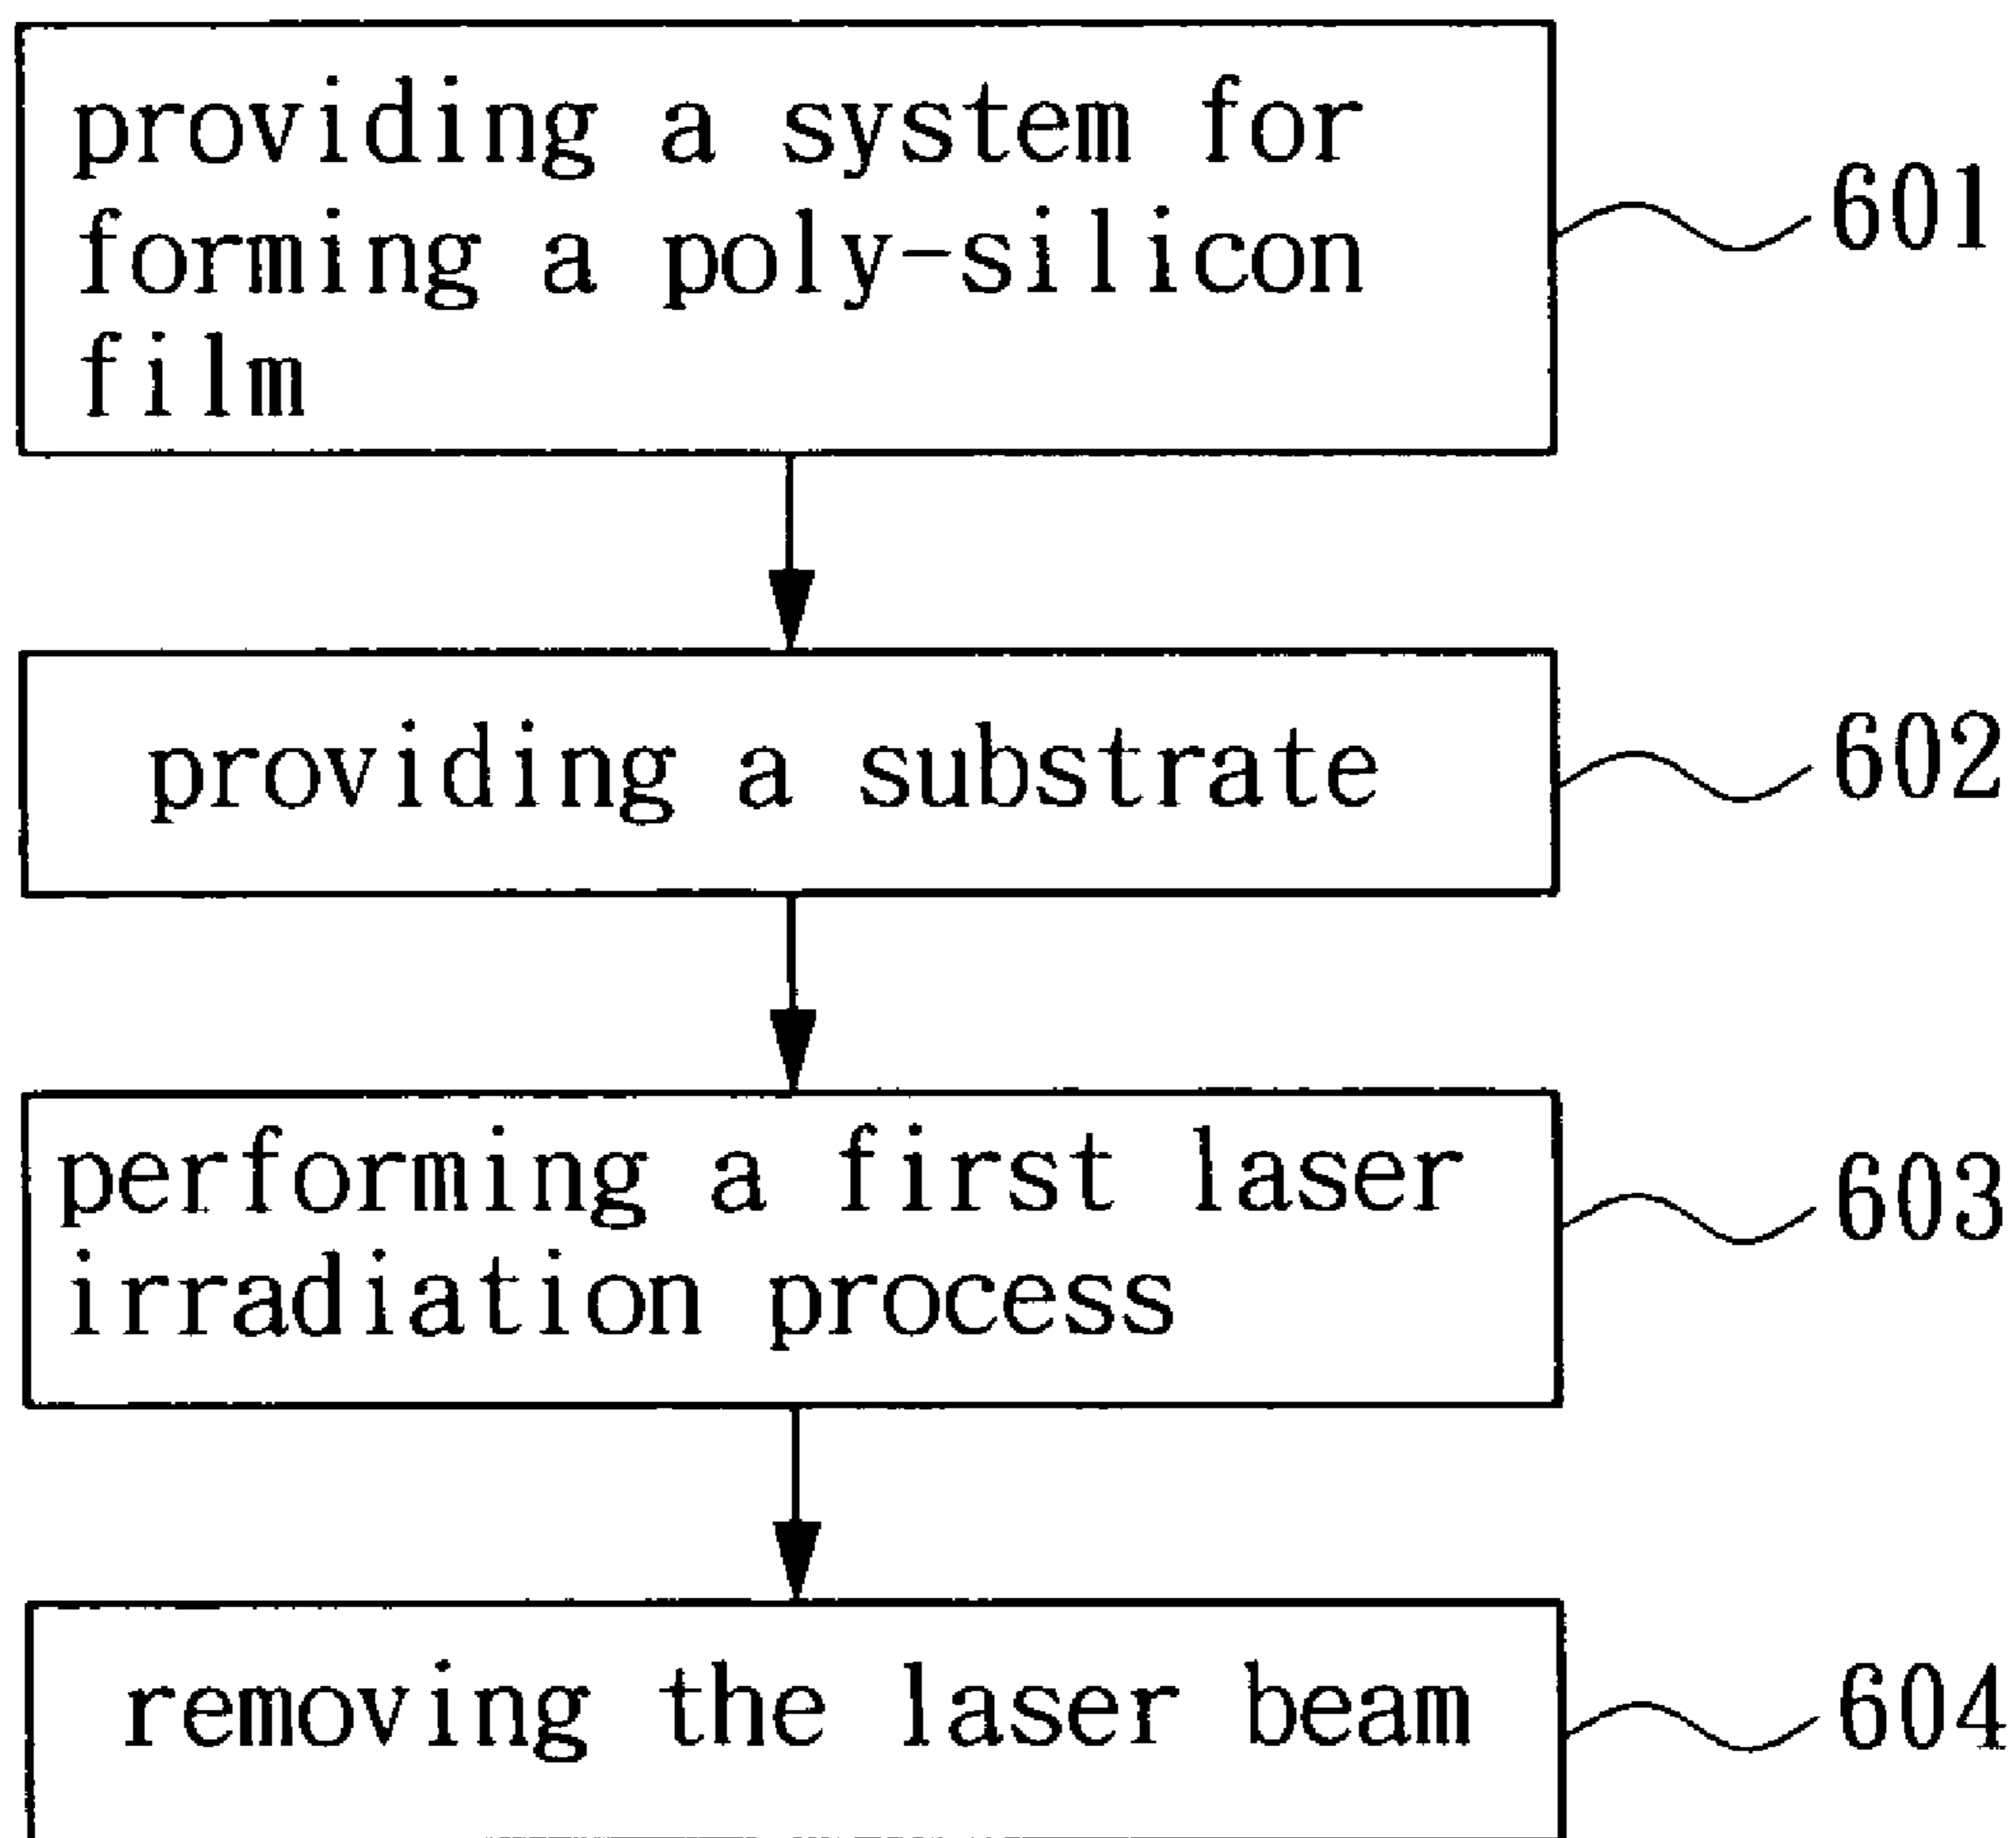 providing a system for
forming a poly-silicon
film
601
providing a substrate
602
performing a first laser
irradiation process
603
removing the laser beam
604